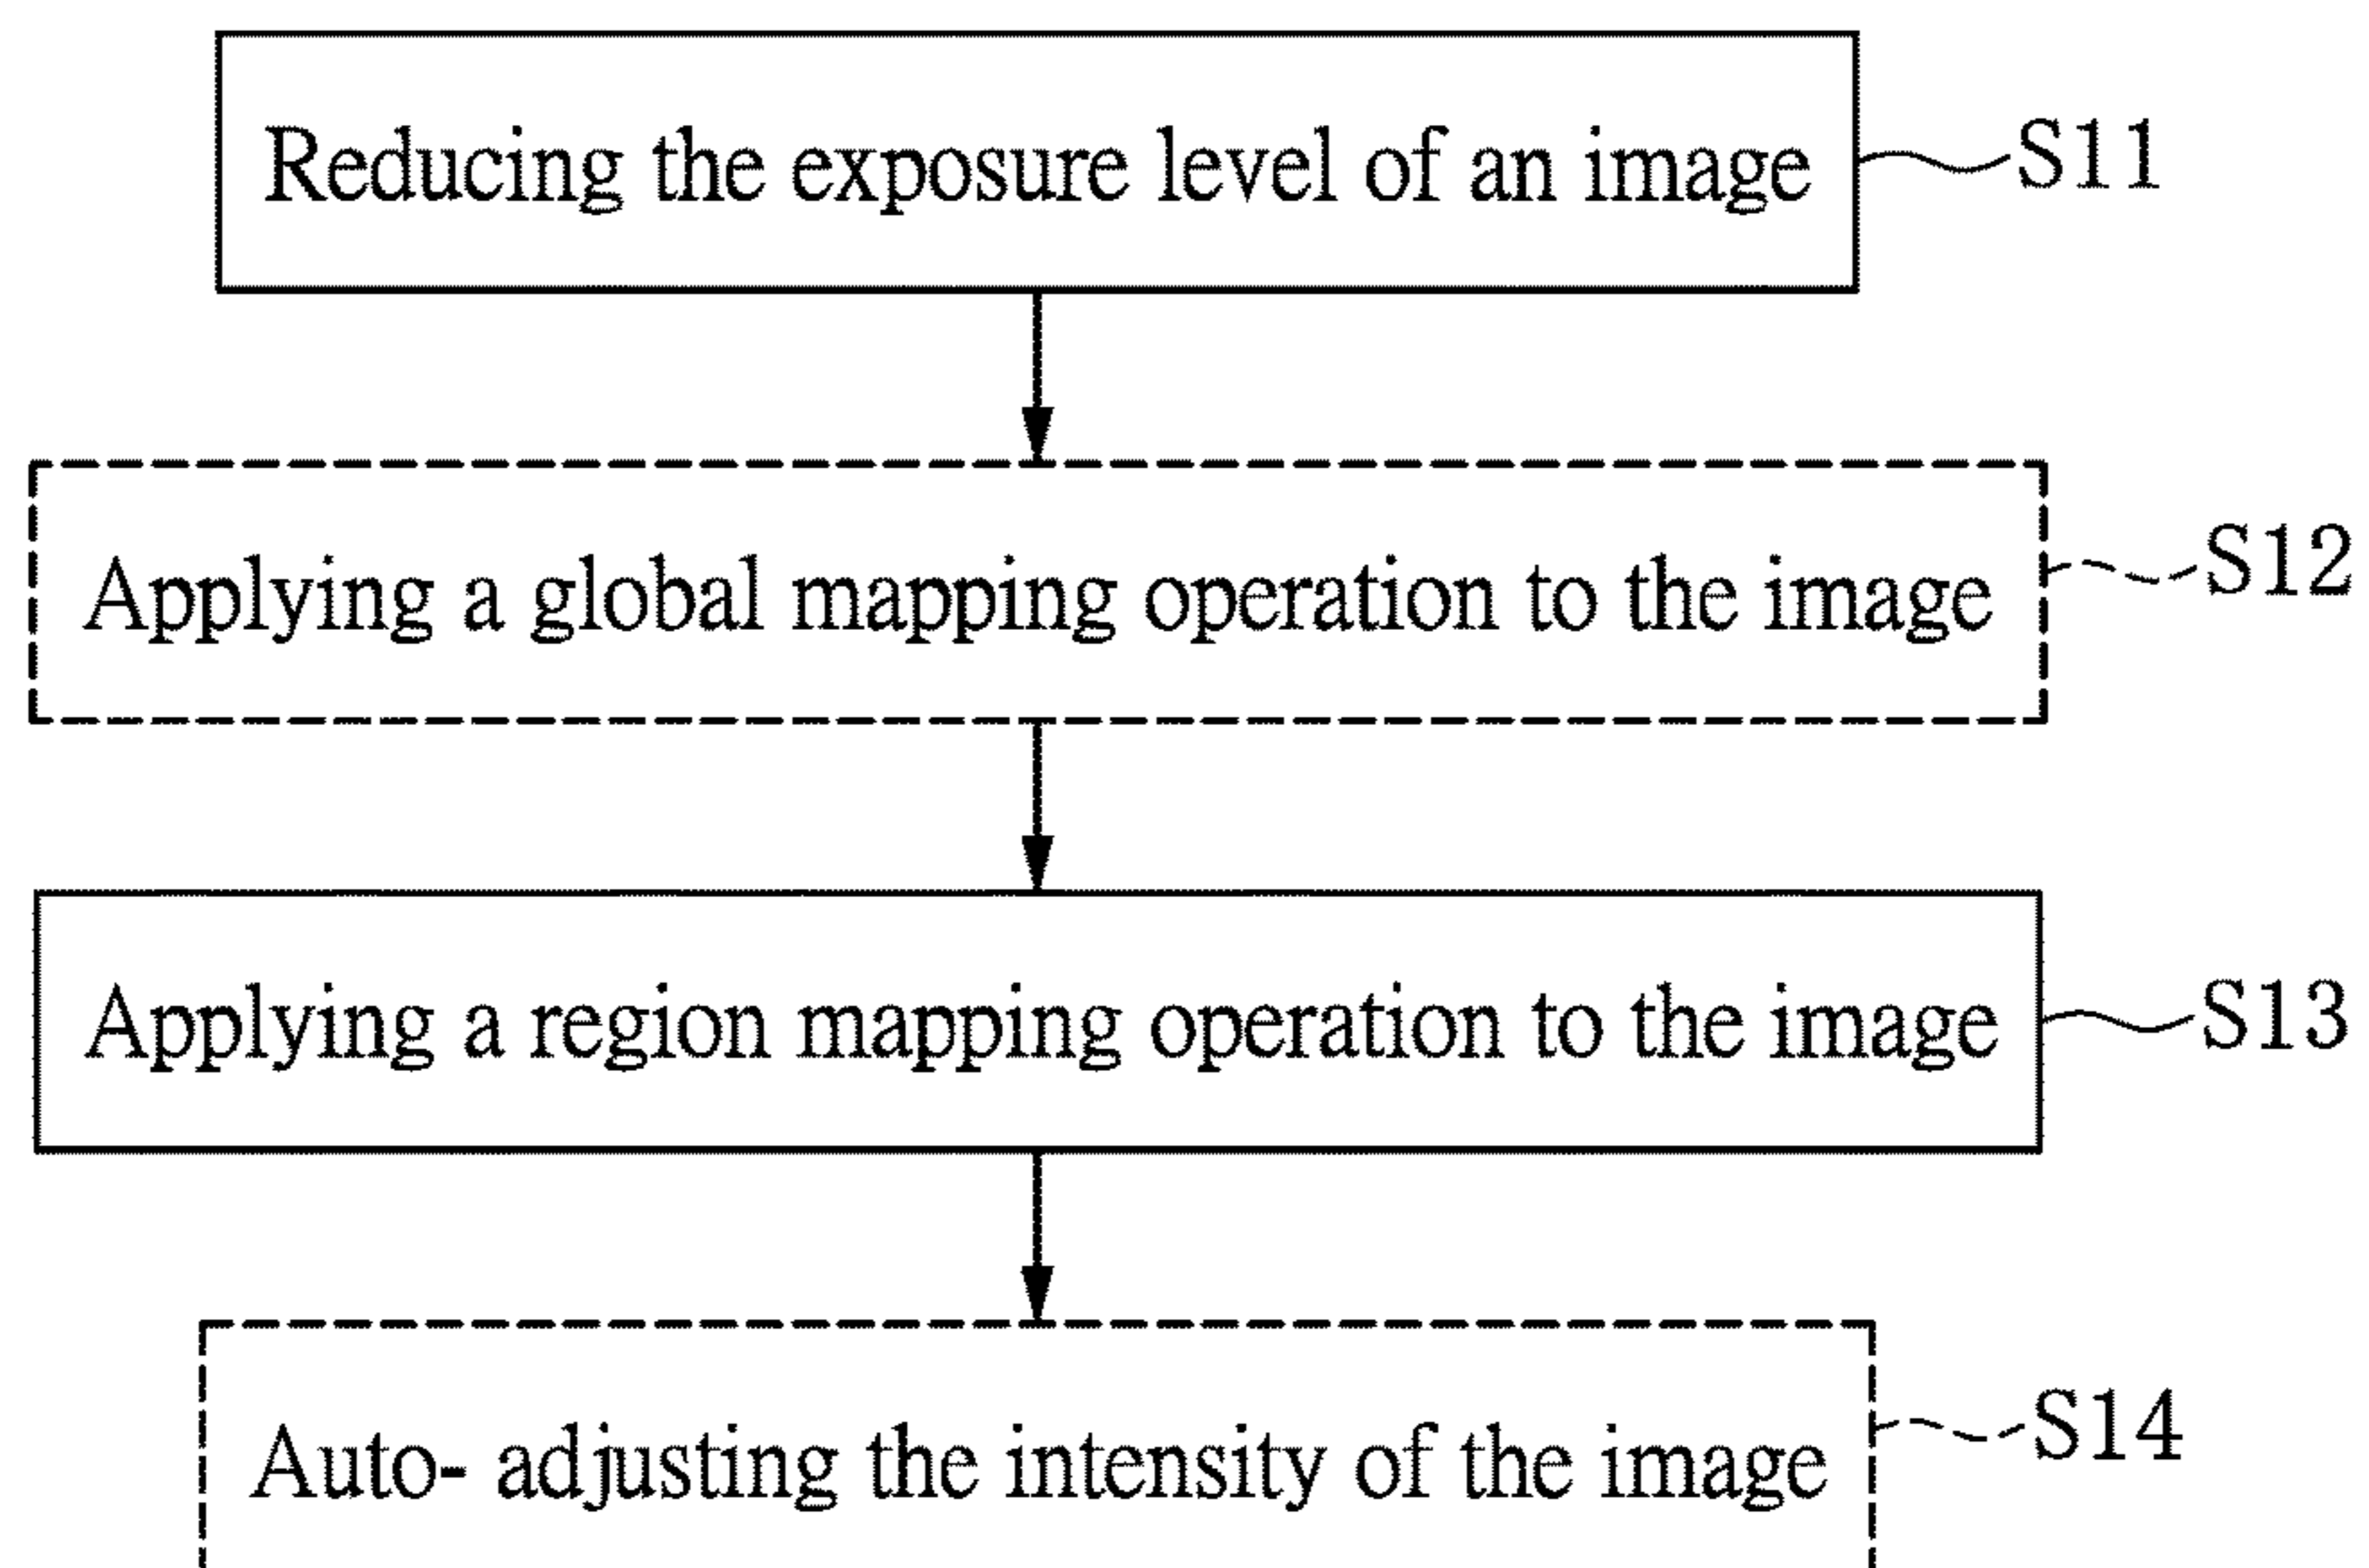 Reducing the exposure level of an image S11
Applying a global mapping operation to the image S12
Applying a region mapping operation to the image S13
Auto- adjusting the intensity of the image S14